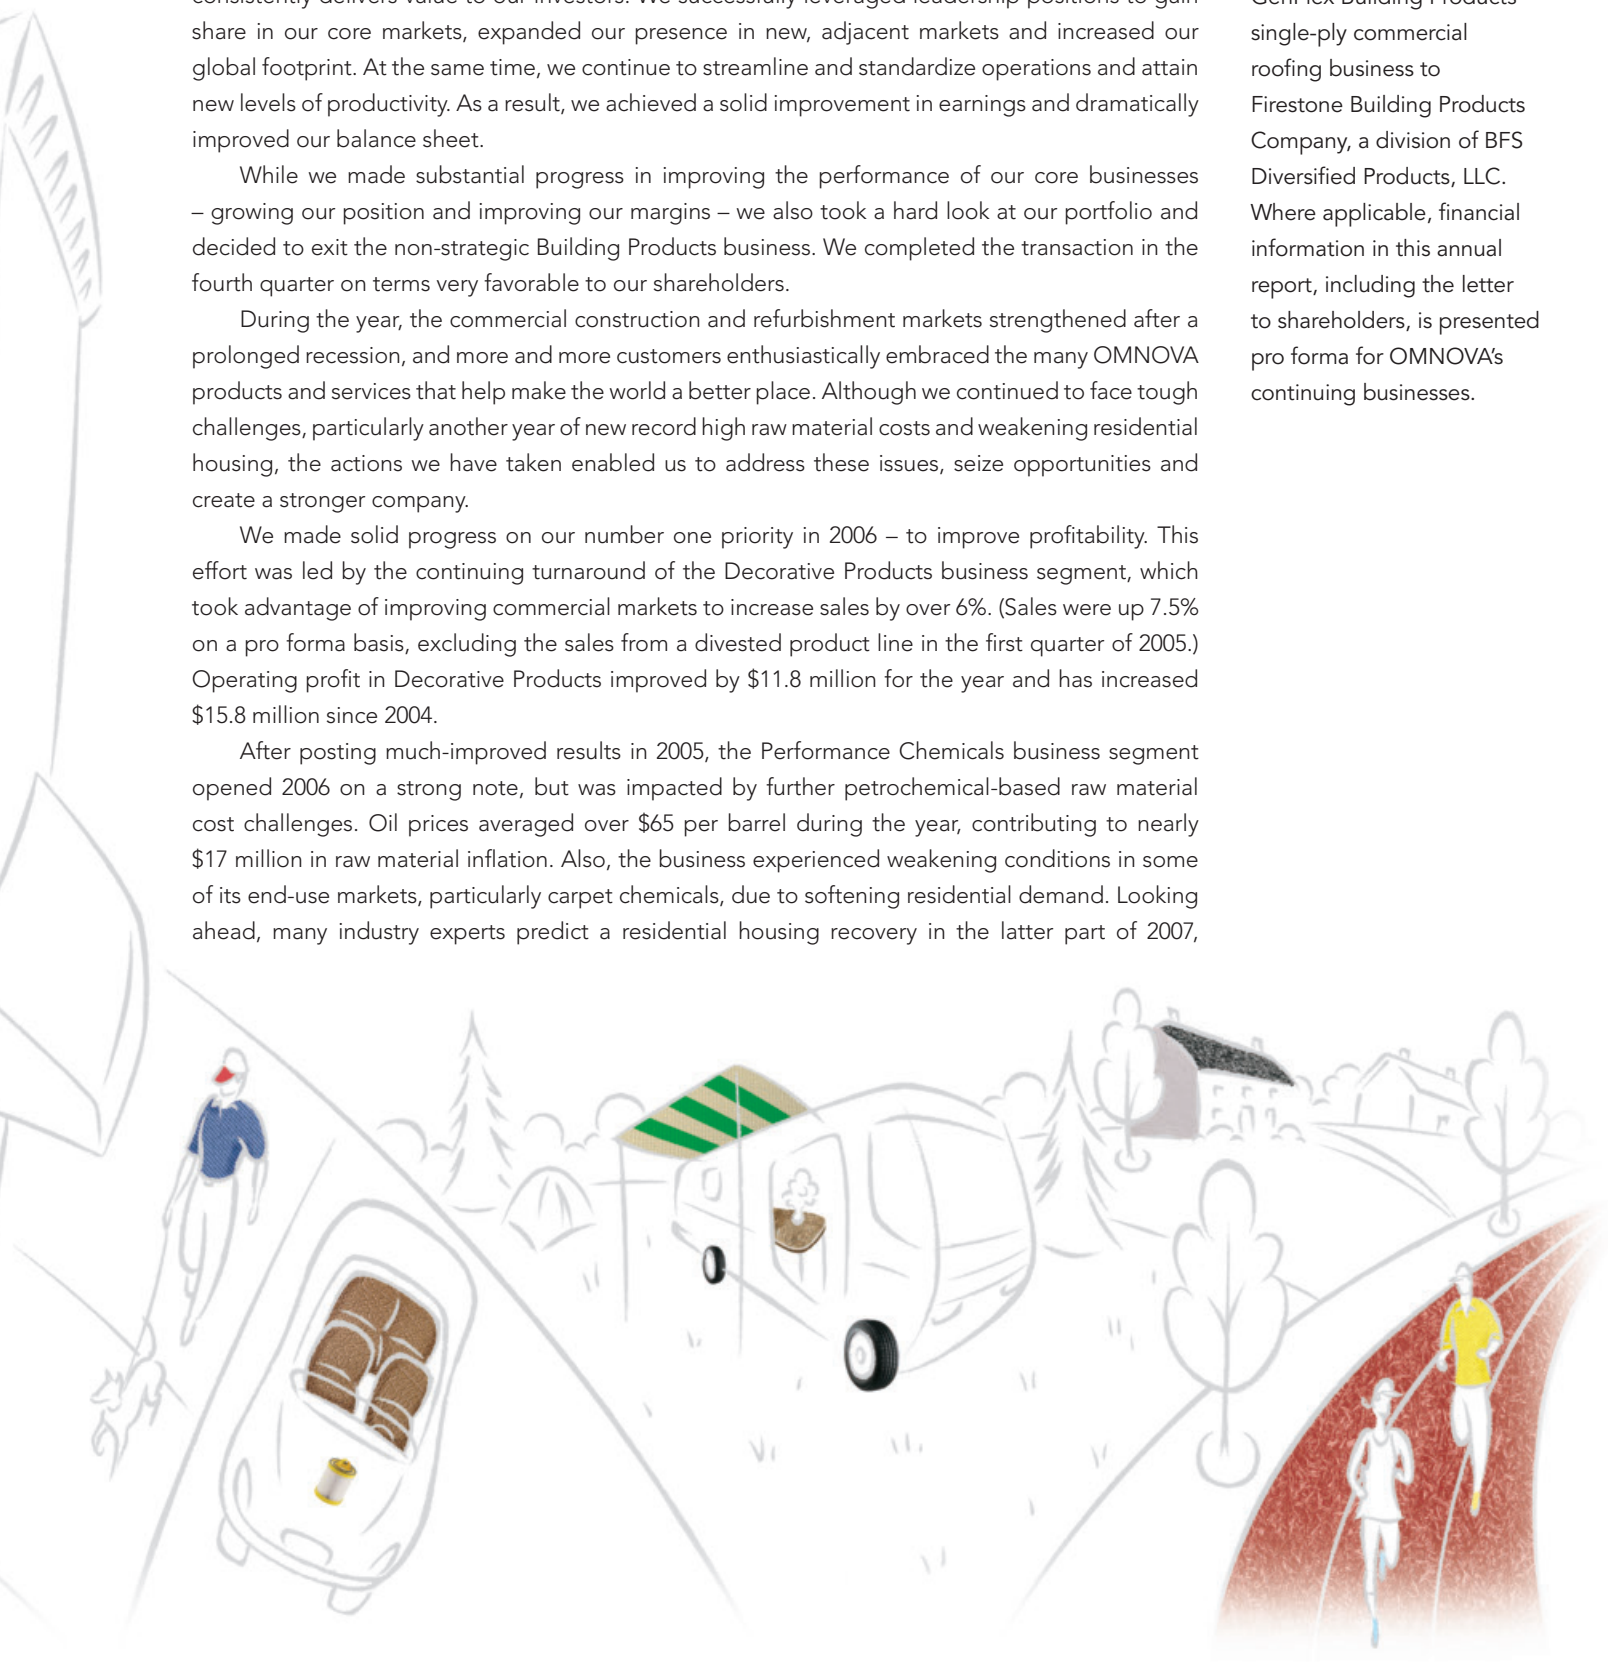 consistently delivers value to our investors. We successfully leveraged leadership positions to gain
share in our core markets, expanded our presence in new, adjacent markets and increased our
global footprint. At the same time, we continue to streamline and standardize operations and attain
new levels of productivity. As a result, we achieved a solid improvement in earnings and dramatically
improved our balance sheet.
While we made substantial progress in improving the performance of our core businesses
– growing our position and improving our margins – we also took a hard look at our portfolio and
decided to exit the non-strategic Building Products business. We completed the transaction in the
fourth quarter on terms very favorable to our shareholders.
During the year, the commercial construction and refurbishment markets strengthened after a
prolonged recession, and more and more customers enthusiastically embraced the many OMNOVA
products and services that help make the world a better place. Although we continued to face tough
challenges, particularly another year of new record high raw material costs and weakening residential
housing, the actions we have taken enabled us to address these issues, seize opportunities and
create a stronger company.
We made solid progress on our number one priority in 2006 – to improve profitability. This
effort was led by the continuing turnaround of the Decorative Products business segment, which
took advantage of improving commercial markets to increase sales by over 6%. (Sales were up 7.5%
on a pro forma basis, excluding the sales from a divested product line in the first quarter of 2005.)
Operating profit in Decorative Products improved by $11.8 million for the year and has increased
$15.8 million since 2004.
After posting much-improved results in 2005, the Performance Chemicals business segment
opened 2006 on a strong note, but was impacted by further petrochemical-based raw material
cost challenges. Oil prices averaged over $65 per barrel during the year, contributing to nearly
$17 million in raw material inflation. Also, the business experienced weakening conditions in some
of its end-use markets, particularly carpet chemicals, due to softening residential demand. Looking
ahead, many industry experts predict a residential housing recovery in the latter part of 2007,
Building Products
single-ply commercial
roofing business to
Firestone Building Products
Company, a division of BFS
Diversified Products, LLC.
Where applicable, financial
information in this annual
report, including the letter
to shareholders, is presented
pro forma for OMNOVA's
continuing businesses.